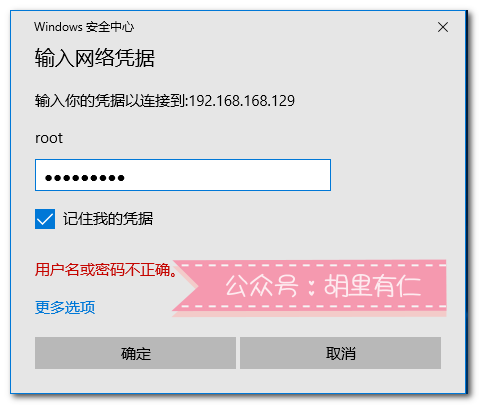 Windows 安全中心
输入网络凭据
输入你的凭据以连接到:192.168.168.129
root
●●●●●●●●●
记住我的凭据
用户名或密码不正确。
公众号：胡里有仁
更多选项
确定
取消